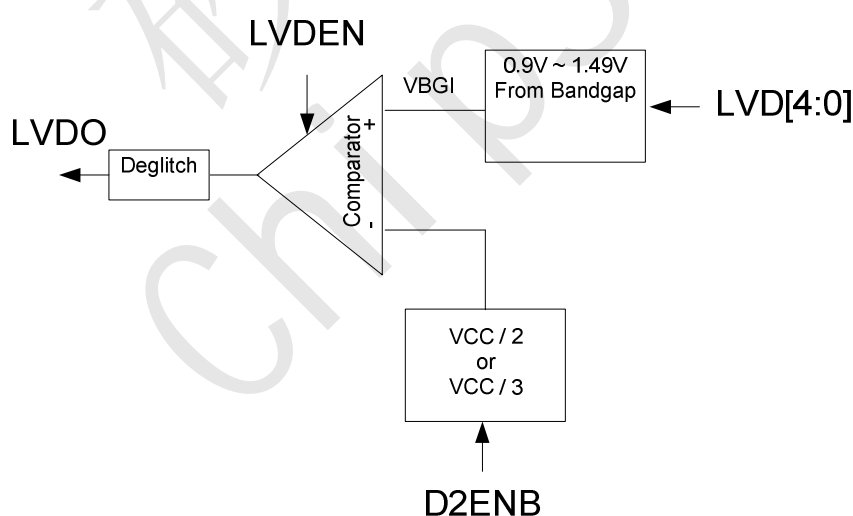 LVDEN
0.9V ~ 1.49V
From Bandgap
VBGI
LVD[4:0]
LVDO
Deglitch
+
Comparator
-
VCC / 2
or
VCC / 3
D2ENB